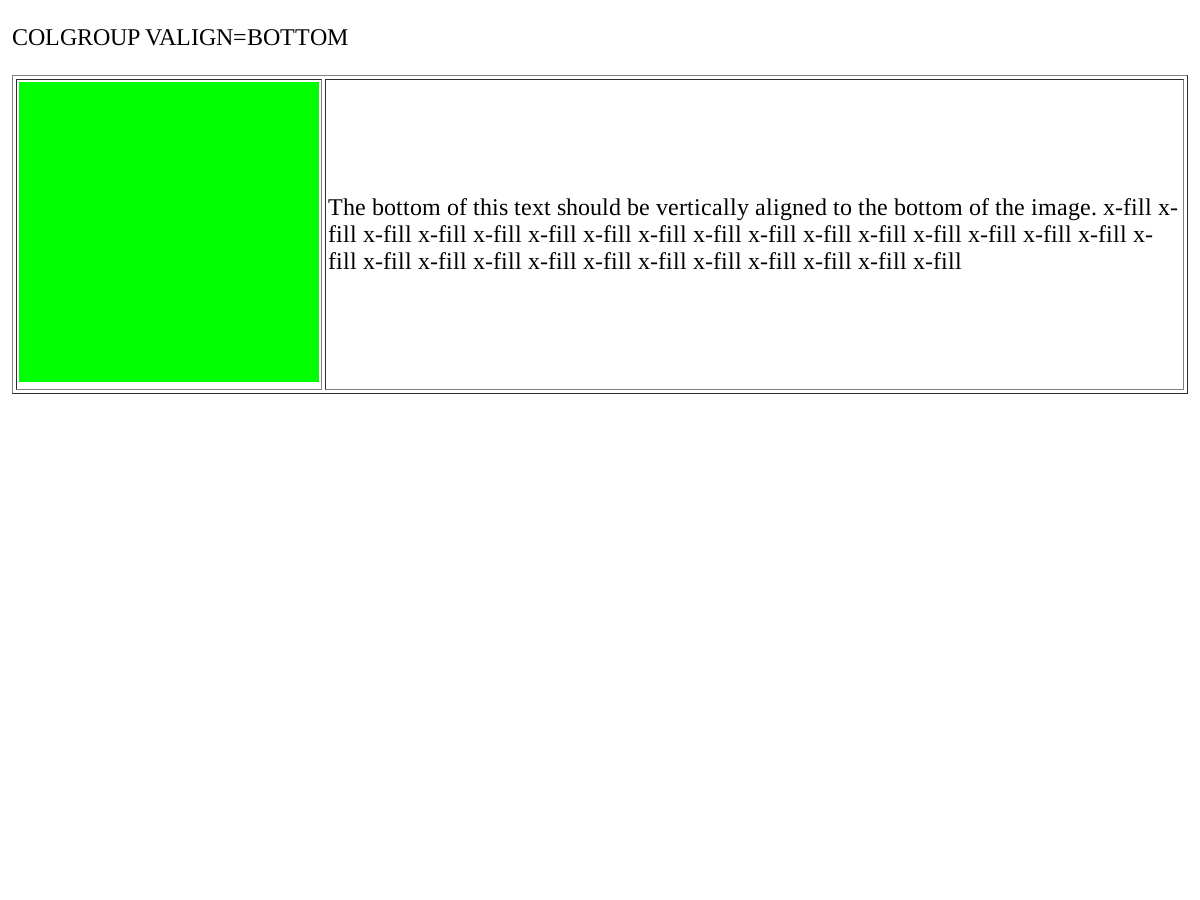 COLGROUP VALIGN=BOTTOM
The bottom of this text should be vertically aligned to the bottom of the image. x-fill x-
fill x-fill x-fill x-fill x-fill x-fill x-fill x-fill x-fill x-fill x-fill x-fill x-fill x-fill x-
fill x-fill x-fill x-fill x-fill x-fill x-fill x-fill x-fill x-fill x-fill x-fill